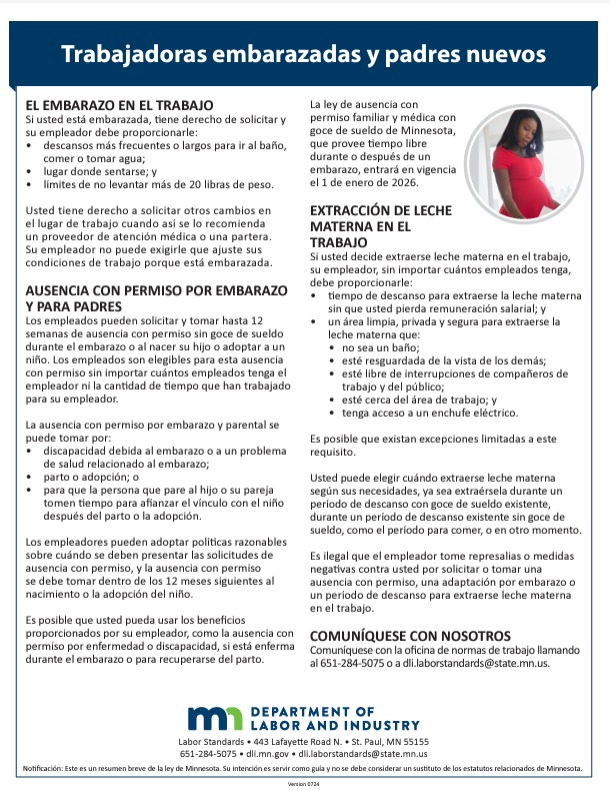 Trabajadoras embarazadas y padres nuevos
EL EMBARAZO EN EL TRABAJO
Si usted está embarazada, tiene derecho de solicitar y
su empleador debe proporcionarle:
• descansos más frecuentes o largos para ir al baño,
comer o tomar agua;
• lugar donde sentarse; y
• límites de no levantar más de 20 libras de peso.
Usted tiene derecho a solicitar otros cambios en
el lugar de trabajo cuando así se lo recomienda
un proveedor de atención médica o una partera.
Su empleador no puede exigirle que ajuste sus
condiciones de trabajo porque está embarazada.
AUSENCIA CON PERMISO POR EMBARAZO
Y PARA PADRES
Los empleados pueden solicitar y tomar hasta 12
semanas de ausencia con permiso sin goce de sueldo
durante el embarazo o al nacer su hijo o adoptar a un
niño. Los empleados son elegibles para esta ausencia
con permiso sin importar cuántos empleados tenga el
empleador ni la cantidad de tiempo que han trabajado
para su empleador.
La ausencia con permiso por embarazo y parental se
puede tomar por:
• discapacidad debida al embarazo o a un problema
de salud relacionado al embarazo;
• parto o adopción; o
• para que la persona que pare al hijo o su pareja
tomen tiempo para afianzar el vínculo con el niño
después del parto o la adopción.
Los empleadores pueden adoptar políticas razonables
sobre cuándo se deben presentar las solicitudes de
ausencia con permiso, y la ausencia con permiso
se debe tomar dentro de los 12 meses siguientes al
nacimiento o la adopción del niño.
Es posible que usted pueda usar los beneficios
proporcionados por su empleador, como la ausencia con
permiso por enfermedad o discapacidad, si está enferma
durante el embarazo o para recuperarse del parto.
La ley de ausencia con
permiso familiar y médica con
goce de sueldo de Minnesota,
que provee tiempo libre
durante o después de un
embarazo, entrará en vigencia
el 1 de enero de 2026.
EXTRACCIÓN DE LECHE
MATERNA EN EL
TRABAJO
Si usted decide extraerse leche materna en el trabajo,
su empleador, sin importar cuántos empleados tenga,
debe proporcionarle:
• tiempo de descanso para extraerse la leche materna
sin que usted pierda remuneración salarial; y
• un área limpia, privada y segura para extraerse la
leche materna que:
• no sea un baño;
• esté resguardada de la vista de los demás;
• esté libre de interrupciones de compañeros de
trabajo y del público;
• esté cerca del área de trabajo; y
• tenga acceso a un enchufe eléctrico.
Es posible que existan excepciones limitadas a este
requisito.
Usted puede elegir cuándo extraerse leche materna
según sus necesidades, ya sea extraérsela durante un
período de descanso con goce de sueldo existente,
durante un período de descanso existente sin goce de
sueldo, como el período para comer, o en otro momento.
Es ilegal que el empleador tome represalias o medidas
negativas contra usted por solicitar o tomar una
ausencia con permiso, una adaptación por embarazo o
un período de descanso para extraerse leche materna
en el trabajo.
COMUNÍQUESE CON NOSOTROS
Comuníquese con la oficina de normas de trabajo llamando
al 651-284-5075 o a dli.laborstandards@state.mn.us.
mn DEPARTMENT OF
LABOR AND INDUSTRY
Labor Standards • 443 Lafayette Road N. • St. Paul, MN 55155
651-284-5075 • dli.mn.gov • dli.laborstandards@state.mn.us
Notificación: Este es un resumen breve de la ley de Minnesota. Su intención es servir como guía y no se debe considerar un sustituto de los estatutos relacionados de Minnesota.
Version 0724